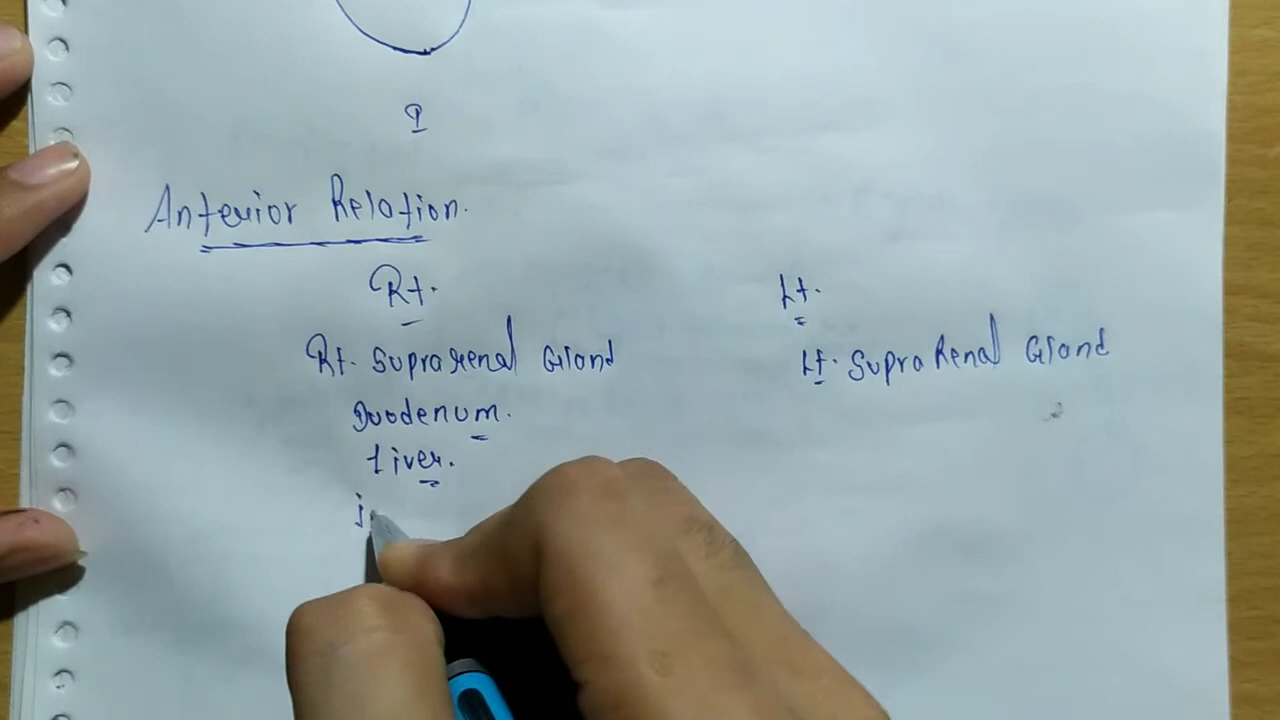 Anterior Relation.
Rt.
Lt.
Rt. Suprarenal Gland
Lt. SupraRenal Gland
Duodenum.
Liver.